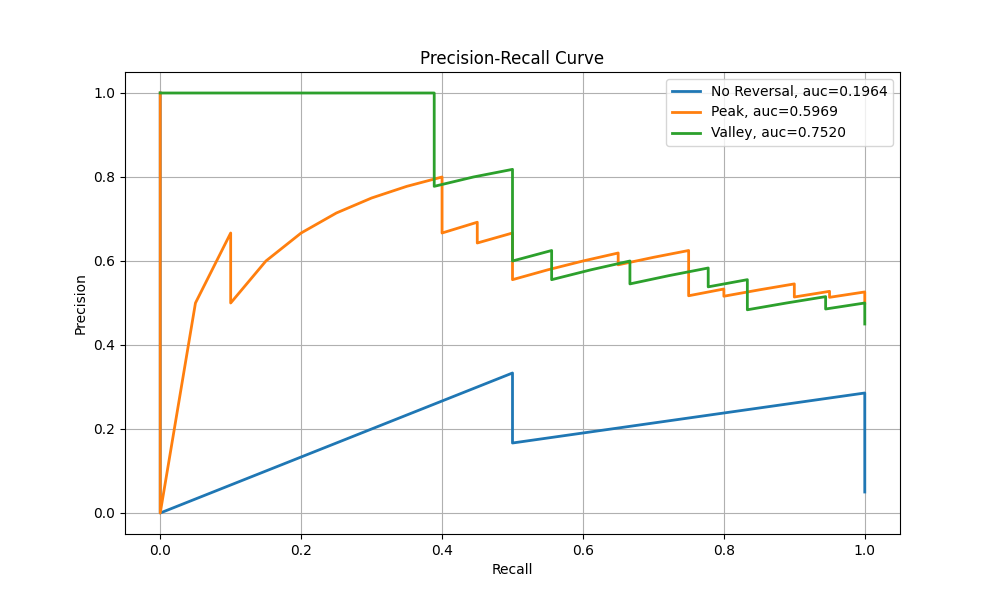 Precision-Recall Curve
No Reversal, auc=0.1964
Peak, auc=0.5969
Valley, auc=0.7520
Precision
1.0
0.8
0.6
0.4
0.2
0.0
0.0 0.2 0.4 0.6 0.8 1.0
Recall